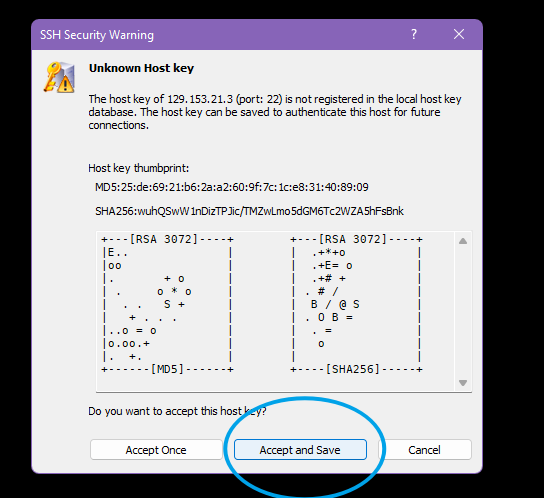 SSH Security Warning
?
Unknown Host key
The host key of 129.153.21.3 (port: 22) is not registered in the local host key
database. The host key can be saved to authenticate this host for future
connections.
Host key thumbprint:
MD5:25:de:69:21:b6:2a:a2:60:9f:7c:1c:e8:31:40:89:09
SHA256:wuhQSwW1nDizTPJic/TMZwLmo5dGM6Tc2WZA5hFsBnk
+---[RSA 3072]----+         +---[RSA 3072]----+
|E..              |         |  .+*+o          |
|oo               |         |  .+E= o         |
|.       + o      |         |  .+# +          |
| .     o * o     |         | . # /           |
|  . .   S +      |         |  B / @ S        |
|   + . . .       |         | . O B =         |
|..o = o          |         |  . =            |
|o.oo.+           |         |   o             |
|.  +.            |         |                 |
+------[MD5]------+         +----[SHA256]-----+
Do you want to accept this host key?
Accept Once
Accept and Save
Cancel